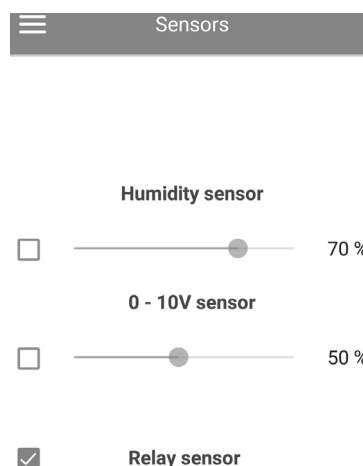 Sensors
Humidity sensor
70 %
0 - 10V sensor
50 %
Relay sensor